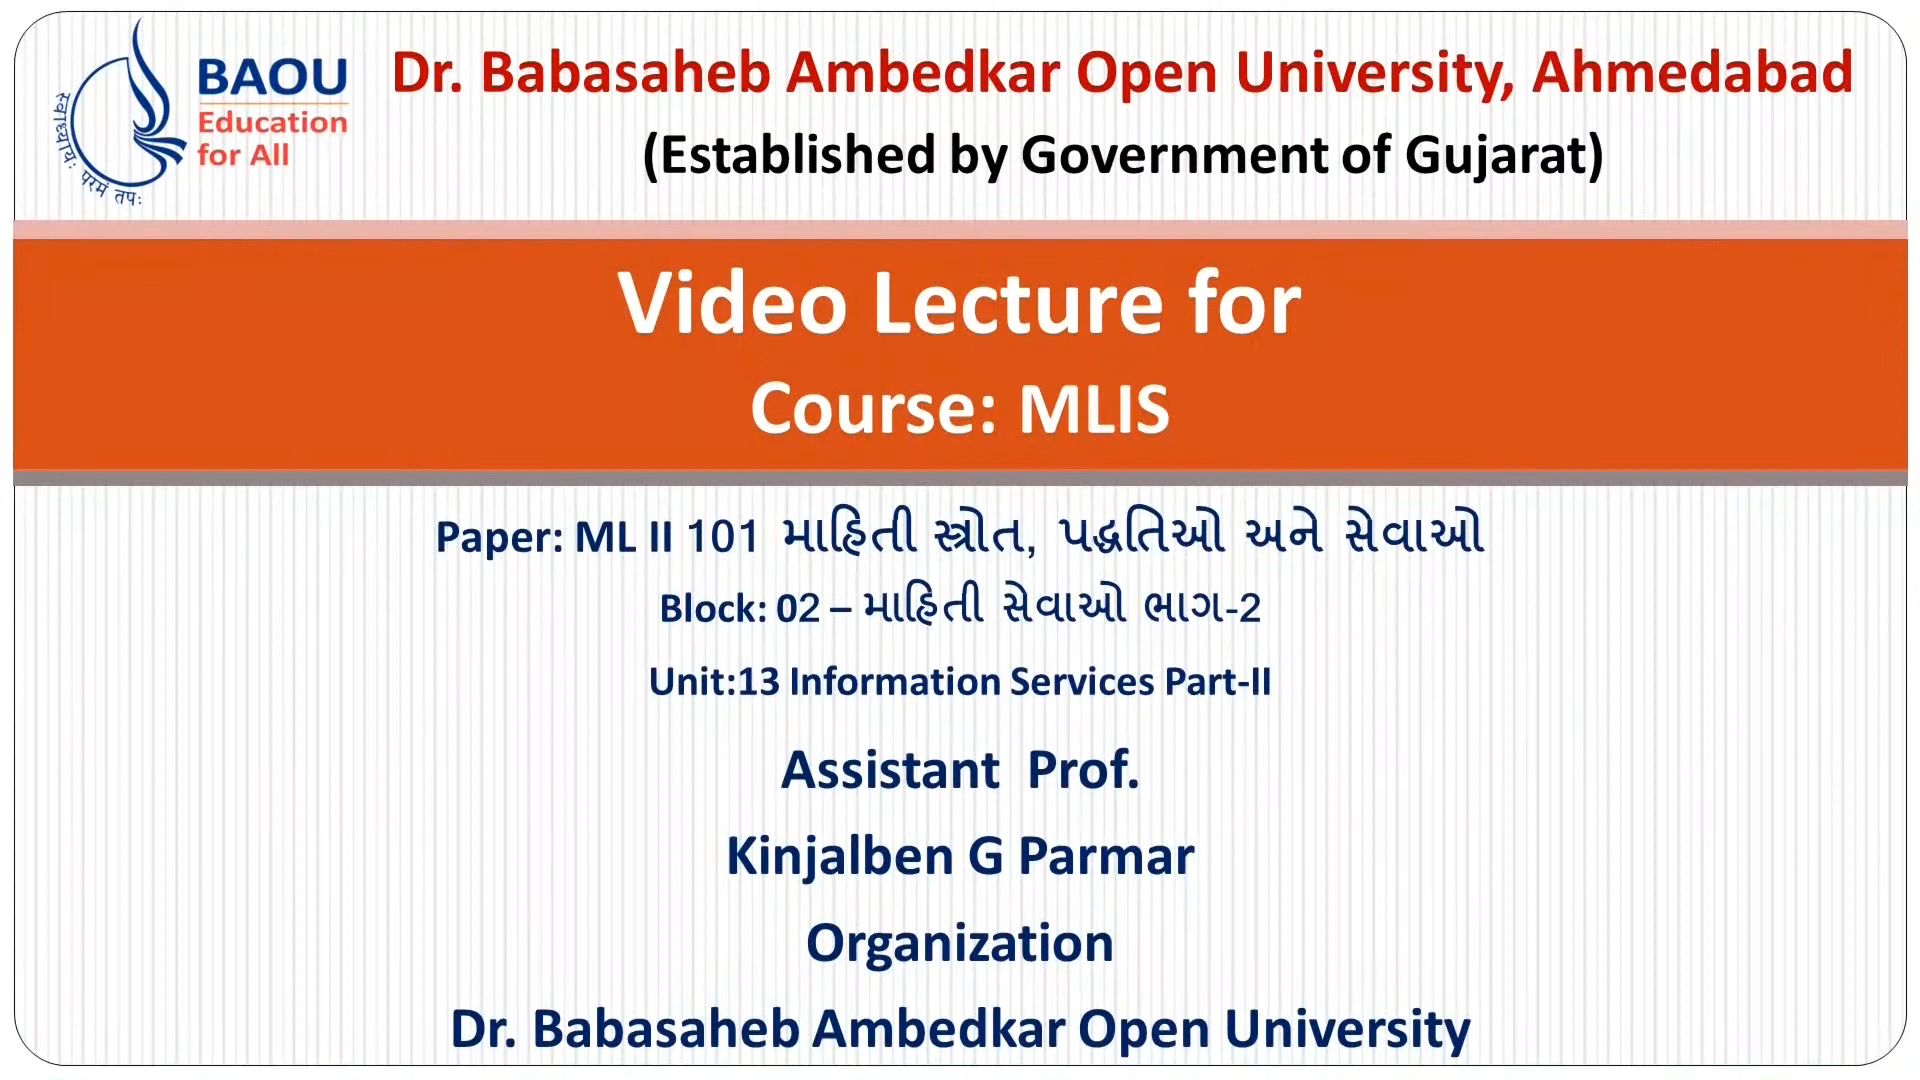 स्वाध्यायः परमं तपः
BAOU
Education
for All
Dr. Babasaheb Ambedkar Open University, Ahmedabad
(Established by Government of Gujarat)
Video Lecture for
Course: MLIS
Paper: ML II 101 માહિતી સ્ત્રોત, પદ્ધતિઓ અને સેવાઓ
Block: 02 – માહિતી સેવાઓ ભાગ-2
Unit:13 Information Services Part-II
Assistant Prof.
Kinjalben G Parmar
Organization
Dr. Babasaheb Ambedkar Open University